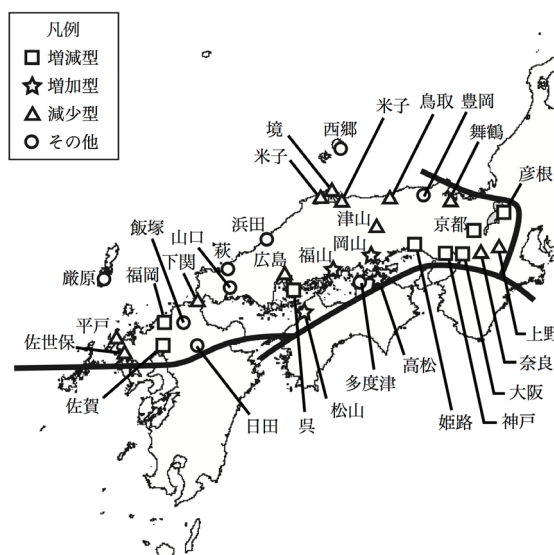 凡例
増減型
増加型
減少型
その他
鳥取
豊岡
米子
舞鶴
境
西郷
米子
彦根
津山
京都
飯塚
山口
浜田
岡山
萩
広島
福山
下関
厳原
福岡
平戸
佐世保
上野
高松
奈良
佐賀
多度津
大阪
日田
呉
松山
姫路
神戸